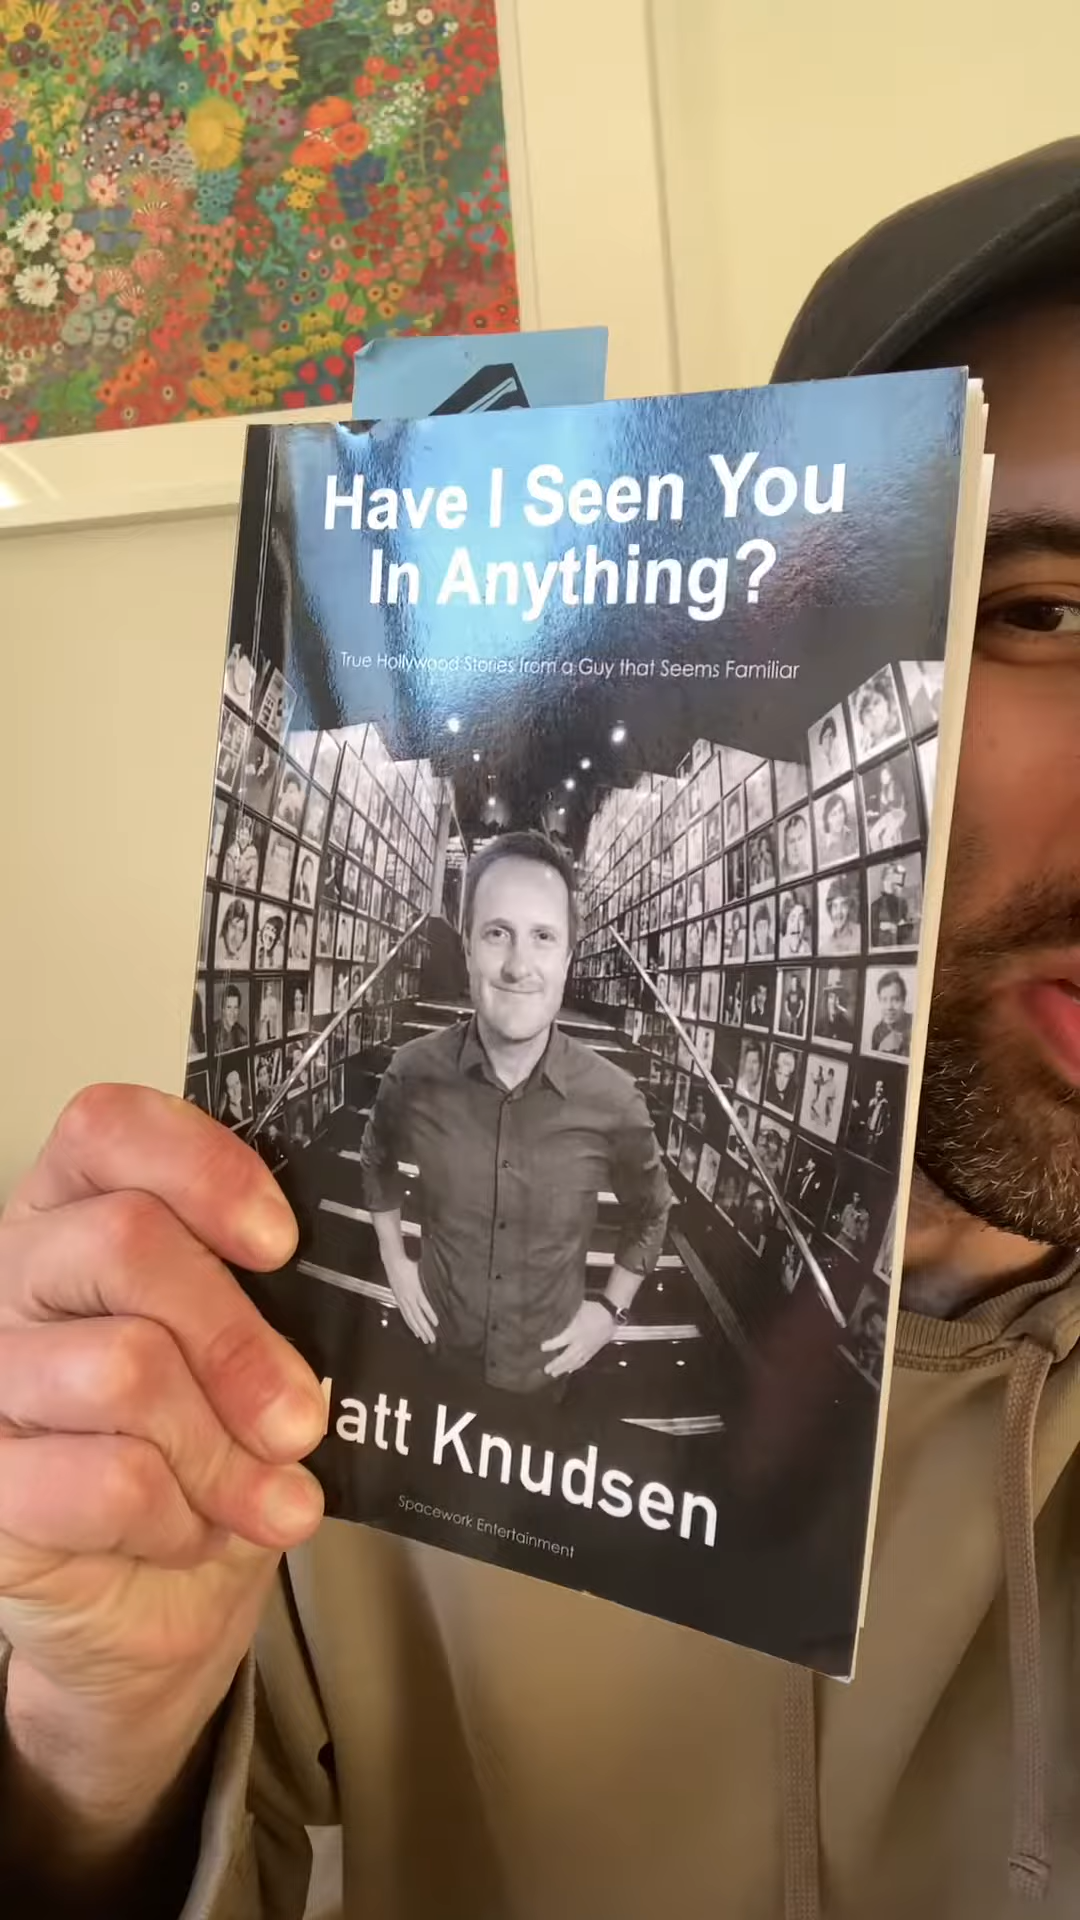 Have I Seen You
In Anything?
True Hollywood Stories from a Guy that Seems Familiar
Matt Knudsen
Spacework Entertainment